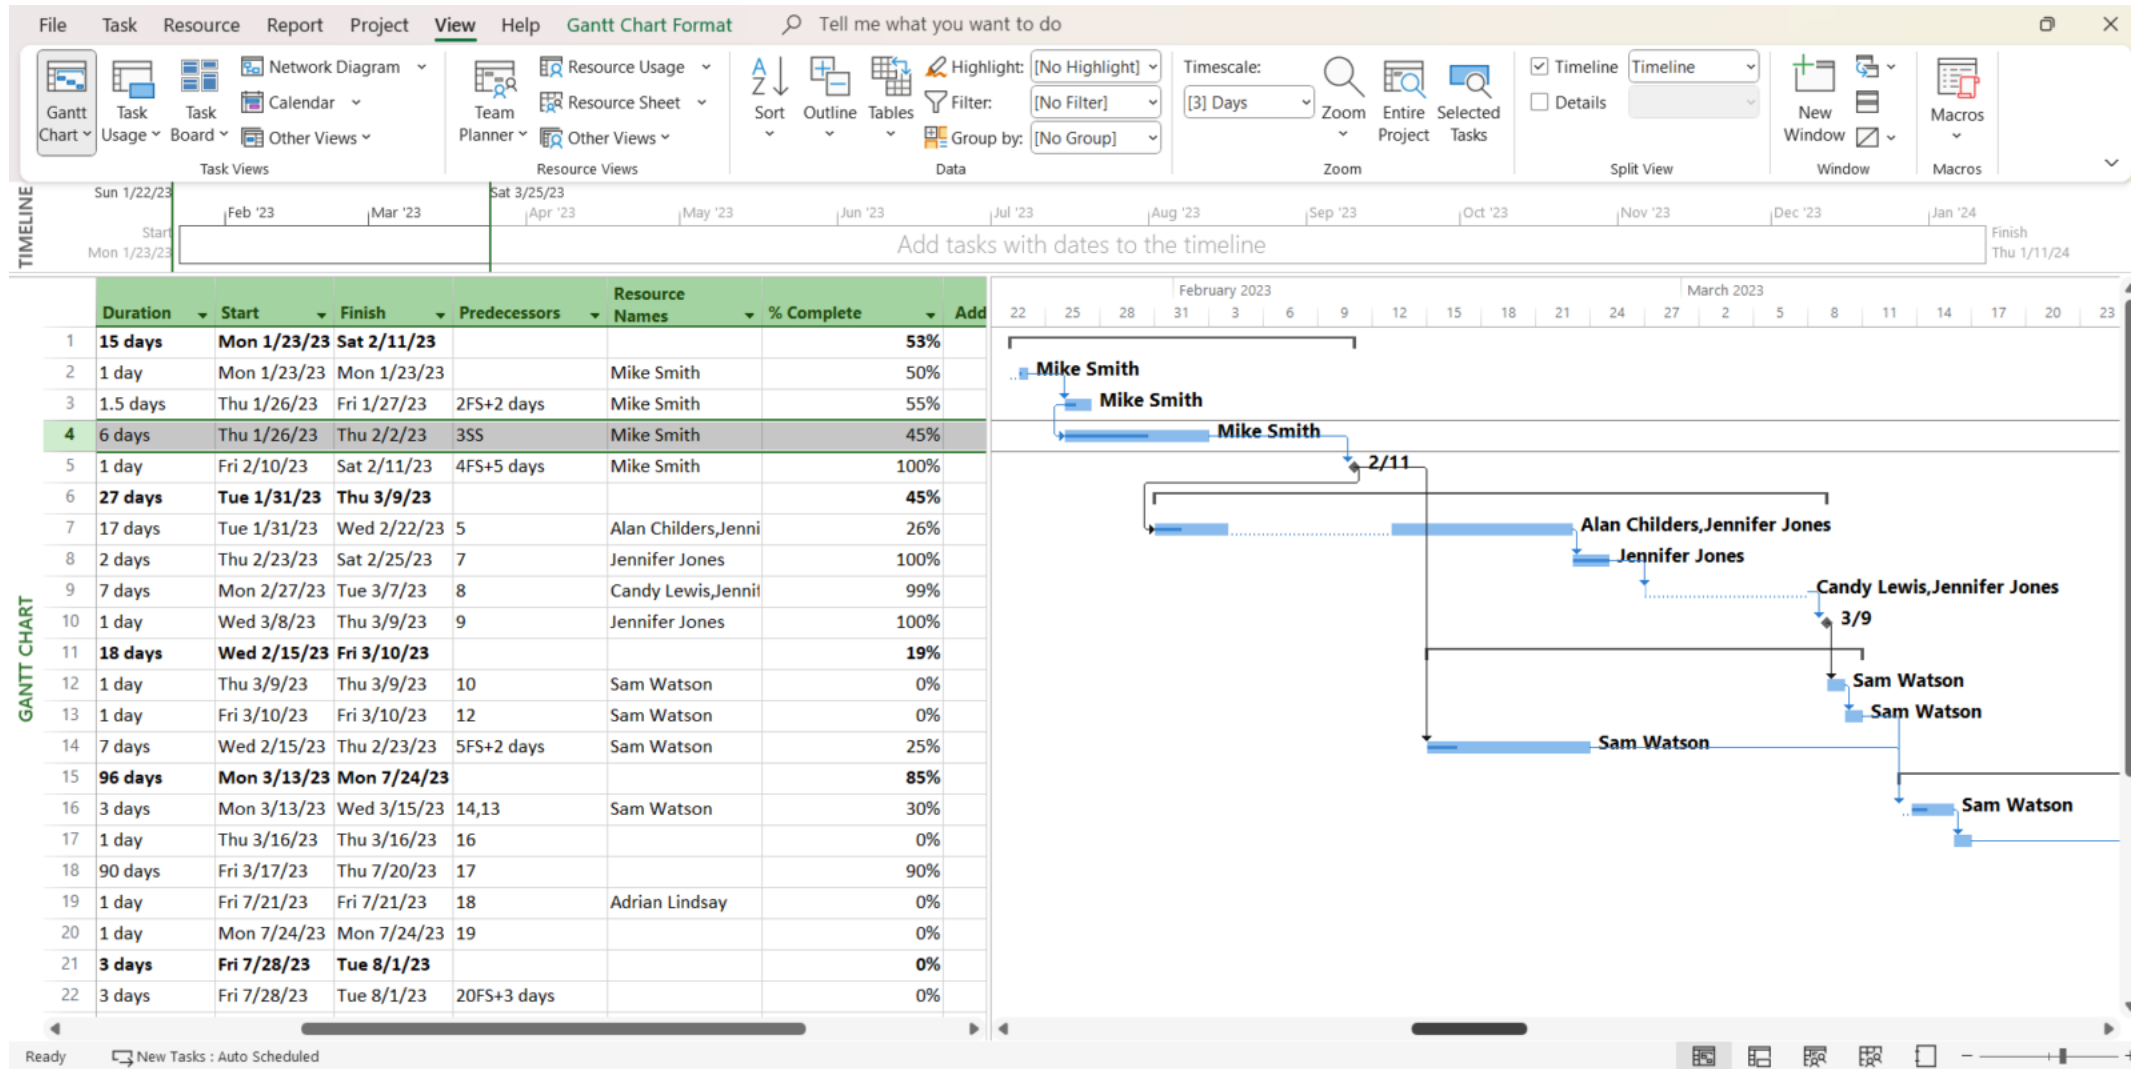 File Task Resource Report Project View Help Gantt Chart Format Tell me what you want to do
Gantt Chart
Task Usage
Task Board
Network Diagram
Calendar
Other Views
Task Views
Team Planner
Resource Usage
Resource Sheet
Other Views
Resource Views
Sort
Outline
Tables
Highlight: [No Highlight]
Filter: [No Filter]
Group by: [No Group]
Data
Timescale:
[3] Days
Zoom
Entire Project
Selected Tasks
Zoom
Timeline Timeline
Details
Split View
New Window
Window
Macros
Macros
TIMELINE
Sun 1/22/23 Sat 3/25/23
Feb '23 Mar '23 Apr '23 May '23 Jun '23 Jul '23 Aug '23 Sep '23 Oct '23 Nov '23 Dec '23 Jan '24
Start
Mon 1/23/23
Add tasks with dates to the timeline
Finish
Thu 1/11/24
GANTT CHART
Duration Start Finish Predecessors Resource Names % Complete Add
1 15 days Mon 1/23/23 Sat 2/11/23 53%
2 1 day Mon 1/23/23 Mon 1/23/23 Mike Smith 50%
3 1.5 days Thu 1/26/23 Fri 1/27/23 2FS+2 days Mike Smith 55%
4 6 days Thu 1/26/23 Thu 2/2/23 3SS Mike Smith 45%
5 1 day Fri 2/10/23 Sat 2/11/23 4FS+5 days Mike Smith 100%
6 27 days Tue 1/31/23 Thu 3/9/23 45%
7 17 days Tue 1/31/23 Wed 2/22/23 5 Alan Childers,Jenni 26%
8 2 days Thu 2/23/23 Sat 2/25/23 7 Jennifer Jones 100%
9 7 days Mon 2/27/23 Tue 3/7/23 8 Candy Lewis,Jennif 99%
10 1 day Wed 3/8/23 Thu 3/9/23 9 Jennifer Jones 100%
11 18 days Wed 2/15/23 Fri 3/10/23 19%
12 1 day Thu 3/9/23 Thu 3/9/23 10 Sam Watson 0%
13 1 day Fri 3/10/23 Fri 3/10/23 12 Sam Watson 0%
14 7 days Wed 2/15/23 Thu 2/23/23 5FS+2 days Sam Watson 25%
15 96 days Mon 3/13/23 Mon 7/24/23 85%
16 3 days Mon 3/13/23 Wed 3/15/23 14,13 Sam Watson 30%
17 1 day Thu 3/16/23 Thu 3/16/23 16 0%
18 90 days Fri 3/17/23 Thu 7/20/23 17 90%
19 1 day Fri 7/21/23 Fri 7/21/23 18 Adrian Lindsay 0%
20 1 day Mon 7/24/23 Mon 7/24/23 19 0%
21 3 days Fri 7/28/23 Tue 8/1/23 0%
22 3 days Fri 7/28/23 Tue 8/1/23 20FS+3 days 0%
February 2023 March 2023
22 25 28 31 3 6 9 12 15 18 21 24 27 2 5 8 11 14 17 20 23
Mike Smith
Mike Smith
Mike Smith
2/11
Alan Childers,Jennifer Jones
Jennifer Jones
Candy Lewis,Jennifer Jones
3/9
Sam Watson
Sam Watson
Sam Watson
Sam Watson
Ready New Tasks : Auto Scheduled